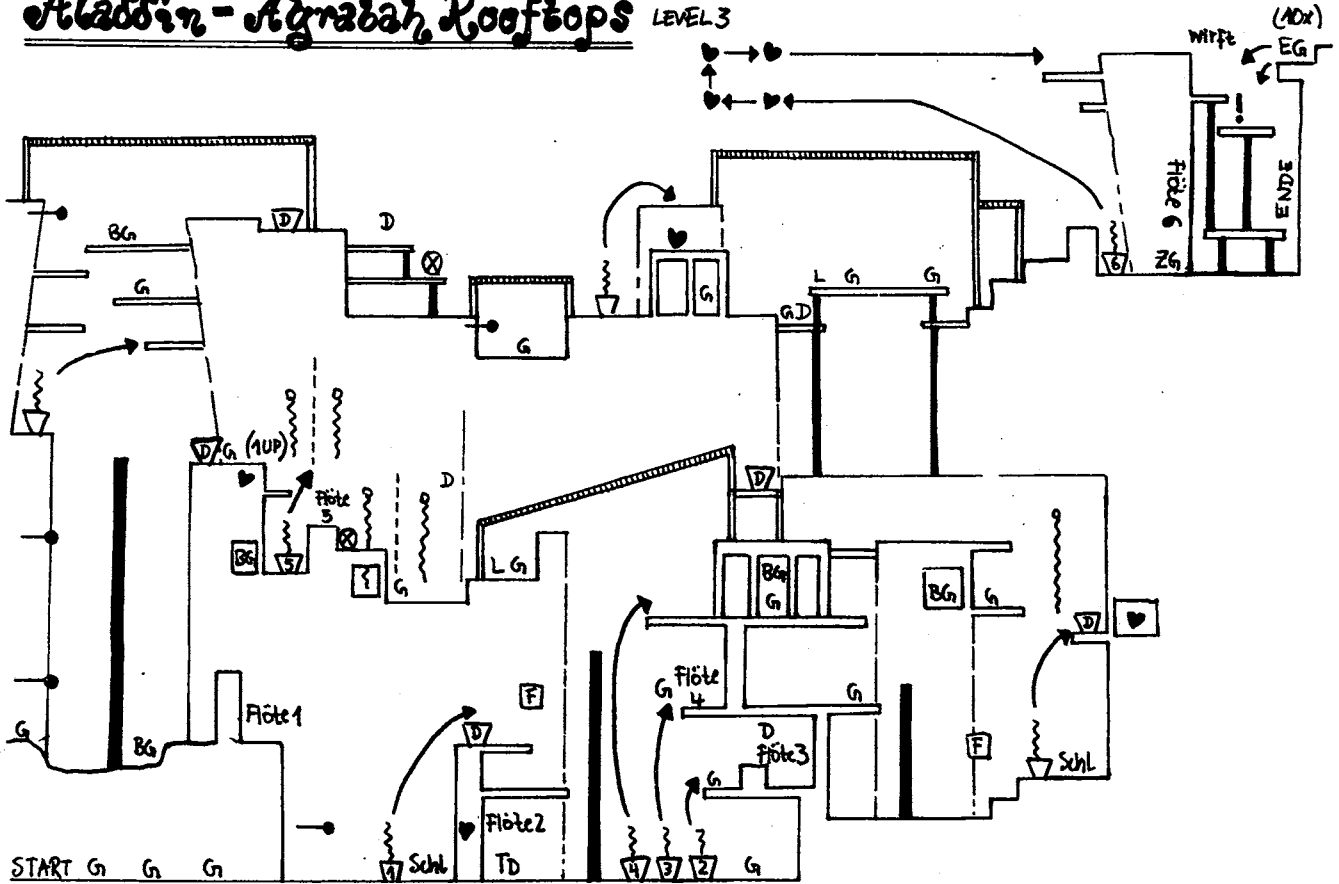 Aladdin - Agrabah Rooftops LEVEL 3
(10x)
wirft EG
!
BG
D
D
G
L G G
Flöte 6
ENDE
ZG
6
G
G
GD
D G (1UP)
D
D
Flöte
5
BG
5
G
L G
BG
G
BG
G
D
F
Flöte
4
G
G
Flöte 1
D
D
Flöte 3
F
G
BG
G
SchL
Flöte 2
START G G G
1
SchL
TD
4
3
2
G